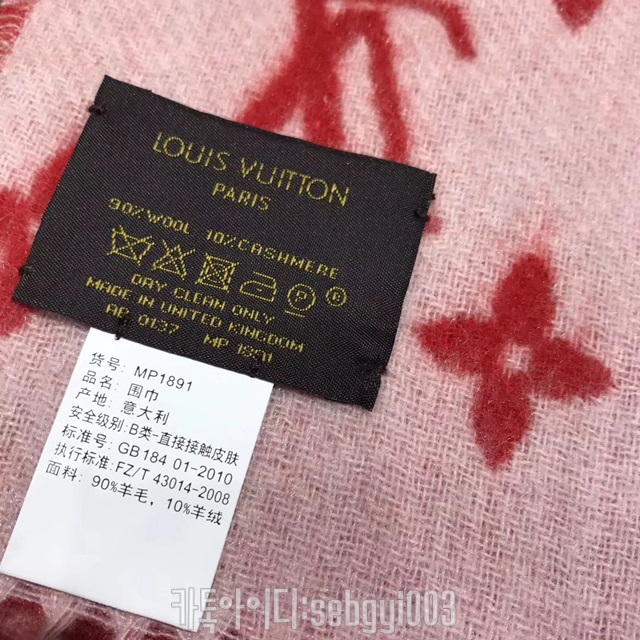 LOUIS VUITTON
PARIS
90% WOOL 10% CASHMERE
DRY CLEAN ONLY
MADE IN UNITED KINGDOM
AB 0137 MP 1891
货号: MP1891
品名: 围巾
产地: 意大利
安全级别:B类-直接接触皮肤
标准号: GB184 01-2010
执行标准:FZ/T 43014-2008
面料: 90%羊毛, 10%羊绒
카톡아이디:sebgyi003